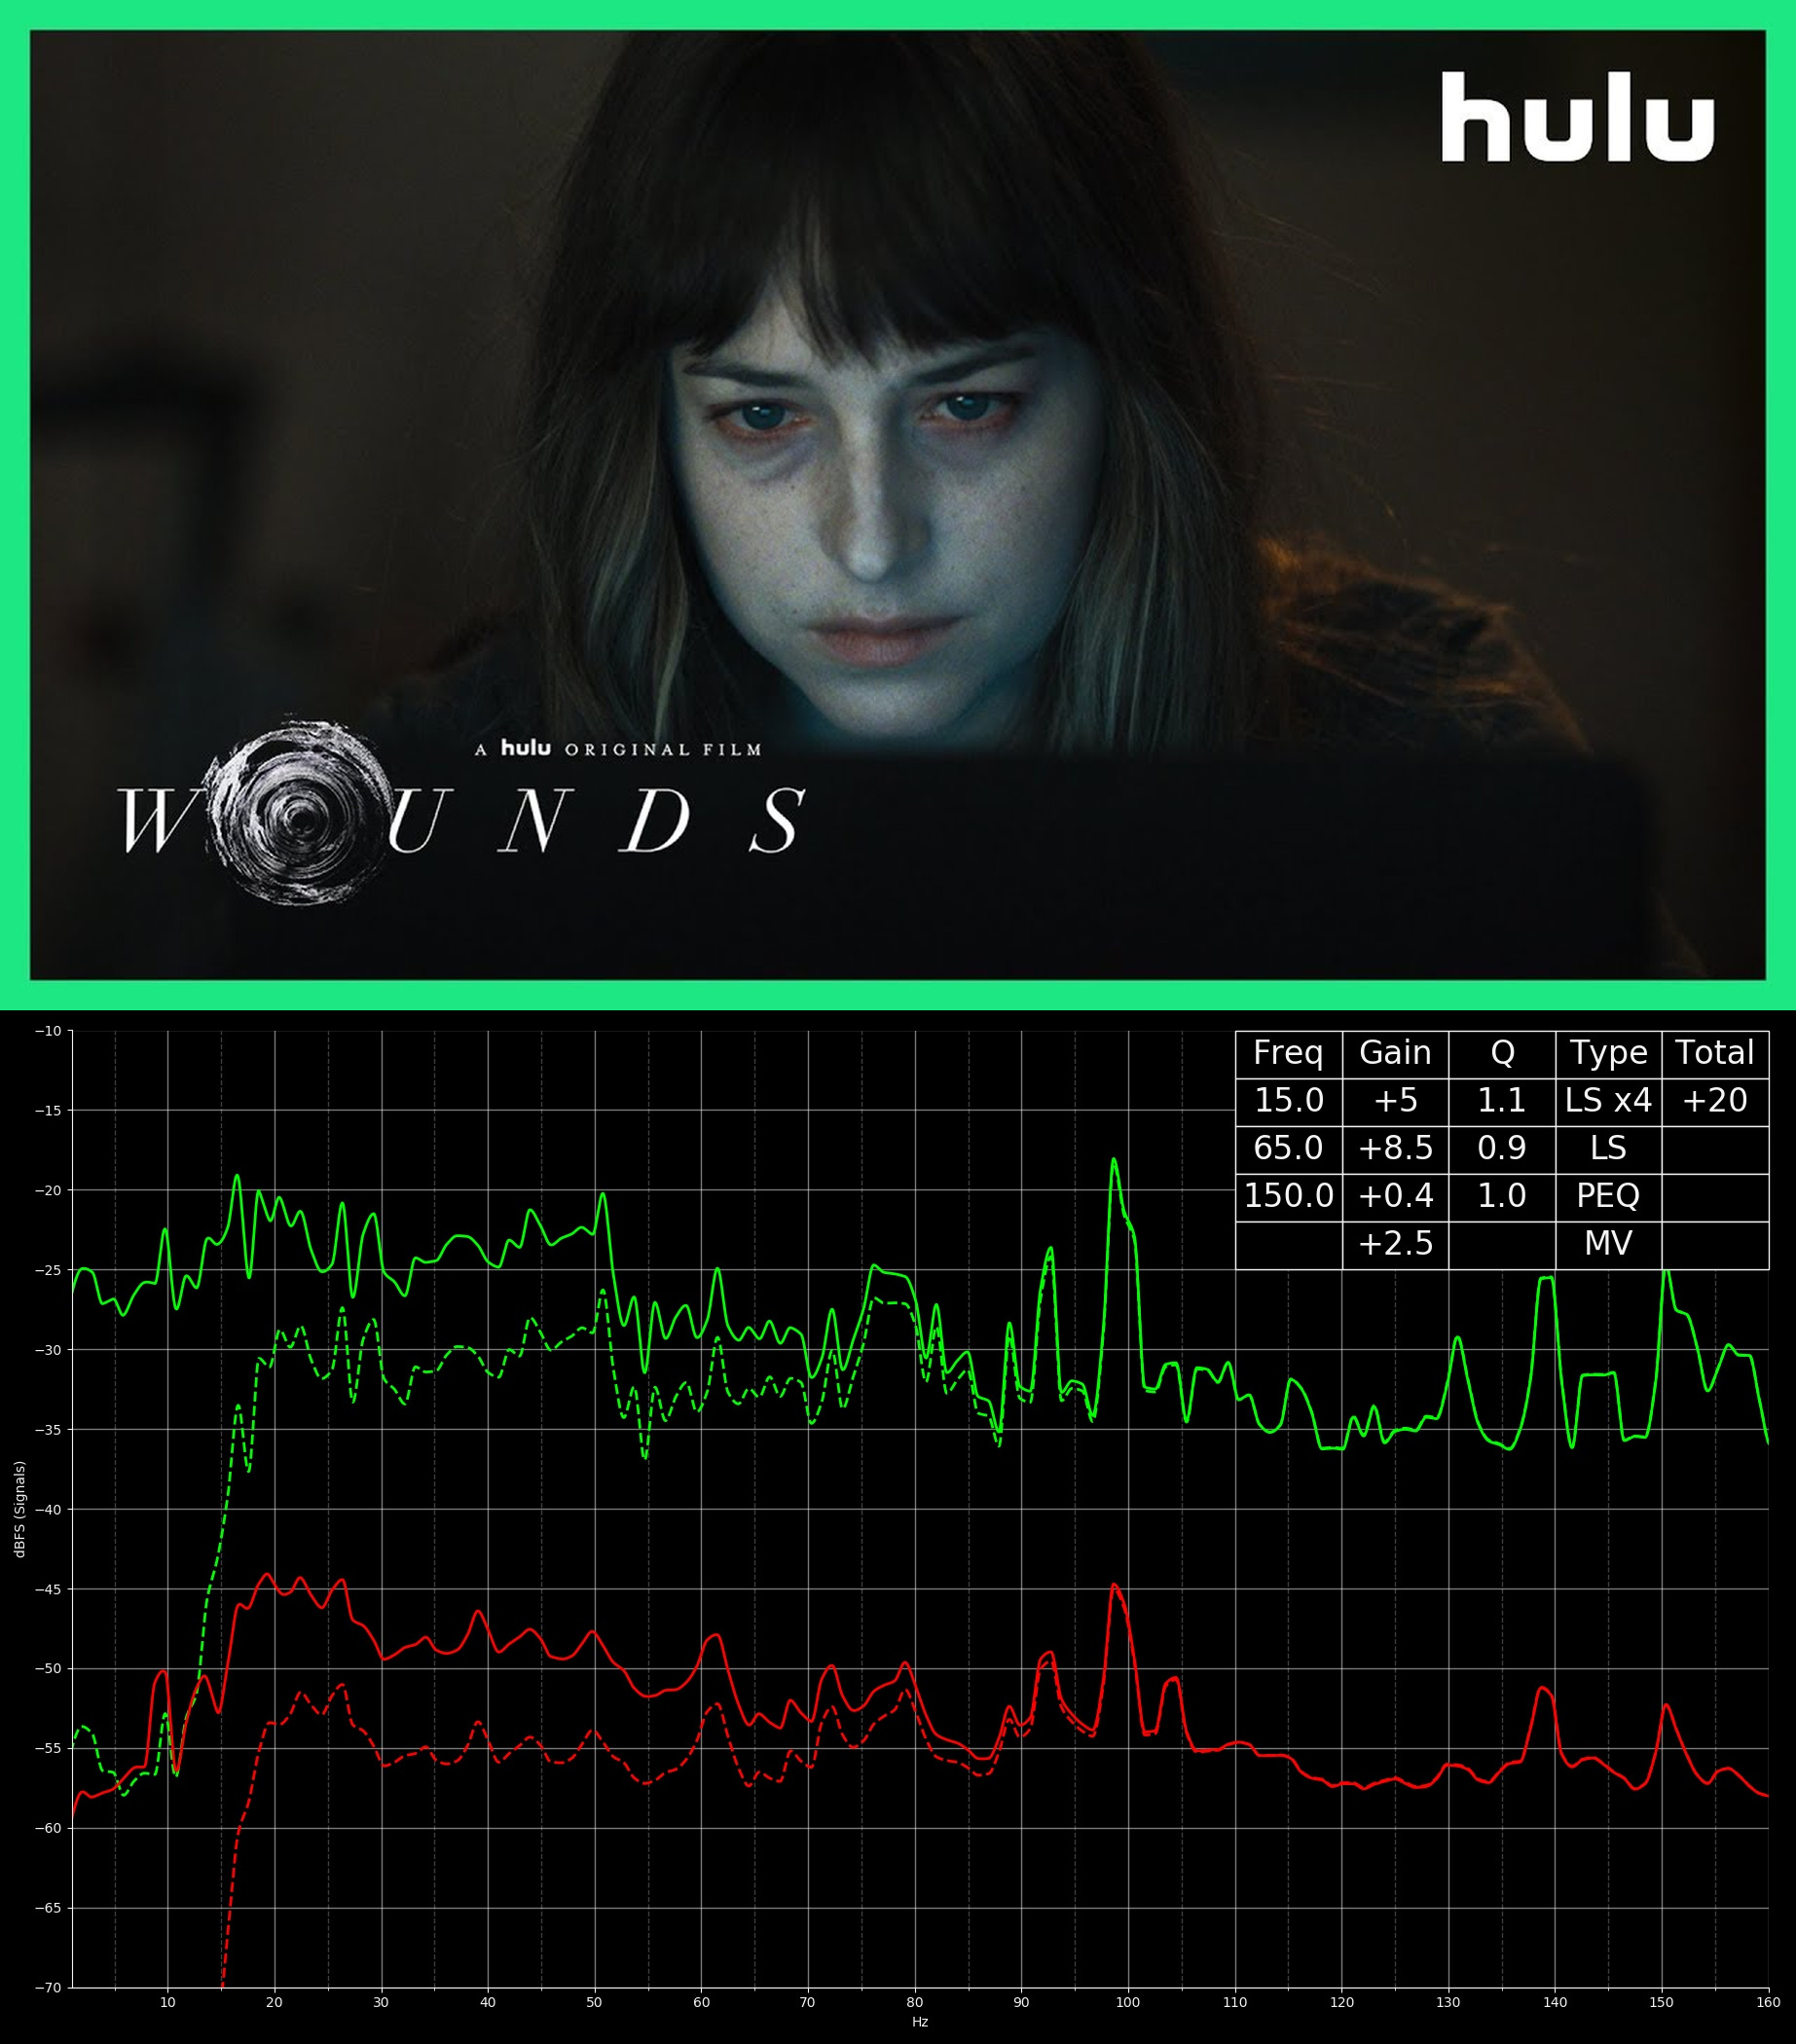 hulu
A hulu ORIGINAL FILM
WOUNDS
Freq Gain Q Type Total
15.0 +5 1.1 LS x4 +20
65.0 +8.5 0.9 LS
150.0 +0.4 1.0 PEQ
+2.5 MV
−10
−15
−20
−25
−30
−35
−40
−45
−50
−55
−60
−65
−70
dBFS (Signals)
10 20 30 40 50 60 70 80 90 100 110 120 130 140 150 160
Hz